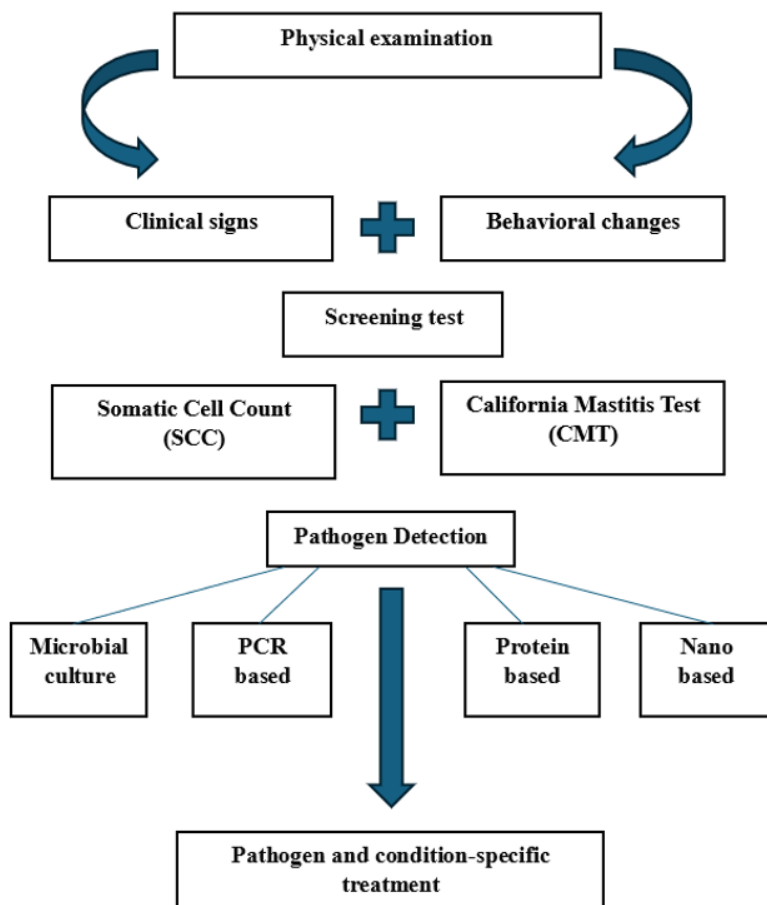 Physical examination
Clinical signs
Behavioral changes
Screening test
Somatic Cell Count
(SCC)
California Mastitis Test
(CMT)
Pathogen Detection
Microbial
culture
PCR
based
Protein
based
Nano
based
Pathogen and condition-specific
treatment